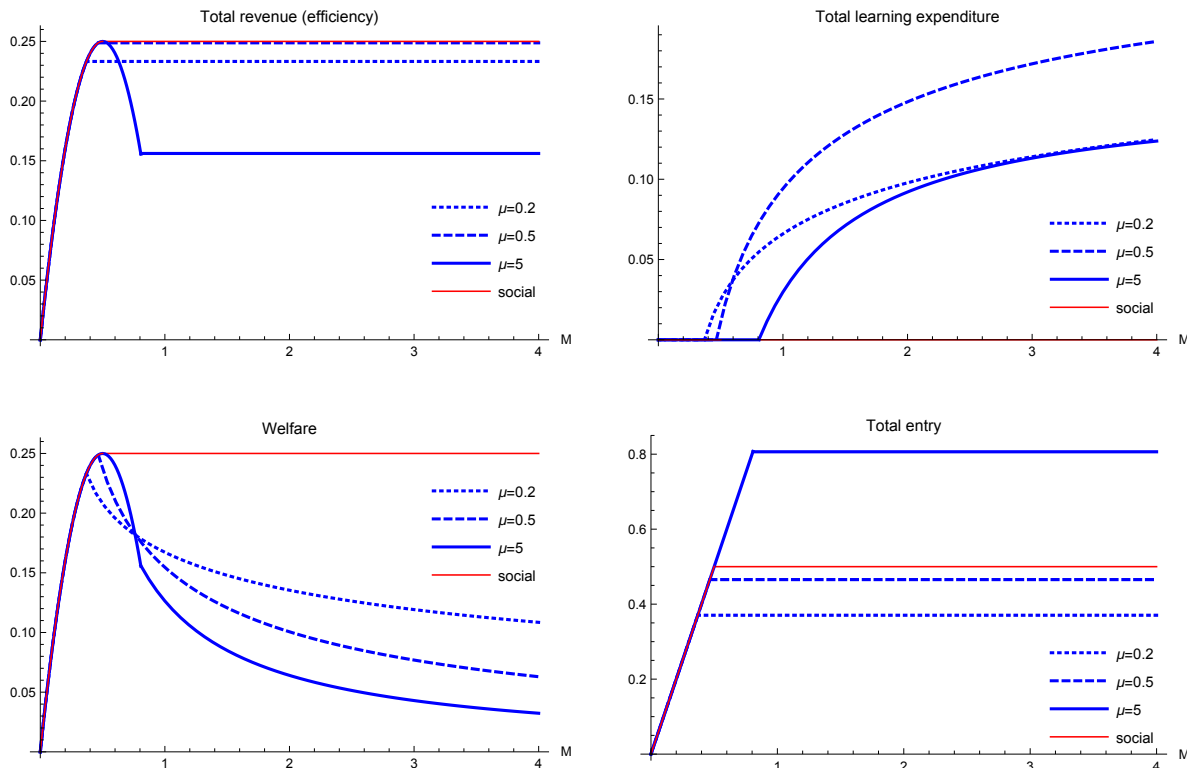 Total revenue (efficiency)
0.25
0.20
0.15
0.10
0.05
μ=0.2
μ=0.5
μ=5
social
1 2 3 4 M
Total learning expenditure
0.15
0.10
0.05
μ=0.2
μ=0.5
μ=5
social
1 2 3 4 M
Welfare
0.25
0.20
0.15
0.10
0.05
μ=0.2
μ=0.5
μ=5
social
1 2 3 4 M
Total entry
0.8
0.6
0.4
0.2
μ=0.2
μ=0.5
μ=5
social
1 2 3 4 M